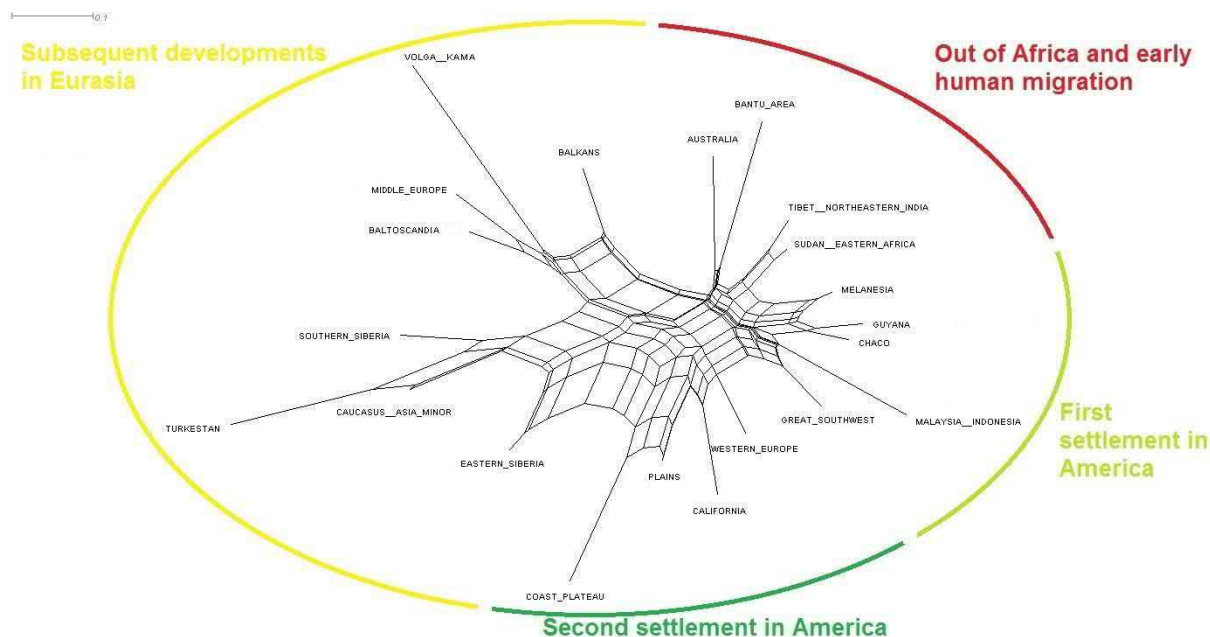 0.1
Subsequent developments
in Eurasia
Out of Africa and early
human migration
VOLGA__KAMA
BANTU_AREA
AUSTRALIA
BALKANS
MIDDLE_EUROPE
TIBET__NORTHEASTERN_INDIA
BALTOSCANDIA
SUDAN__EASTERN_AFRICA
MELANESIA
GUYANA
SOUTHERN_SIBERIA
CHACO
CAUCASUS__ASIA_MINOR
GREAT_SOUTHWEST
MALAYSIA__INDONESIA
TURKESTAN
First
settlement in
America
WESTERN_EUROPE
EASTERN_SIBERIA
PLAINS
CALIFORNIA
COAST_PLATEAU
Second settlement in America